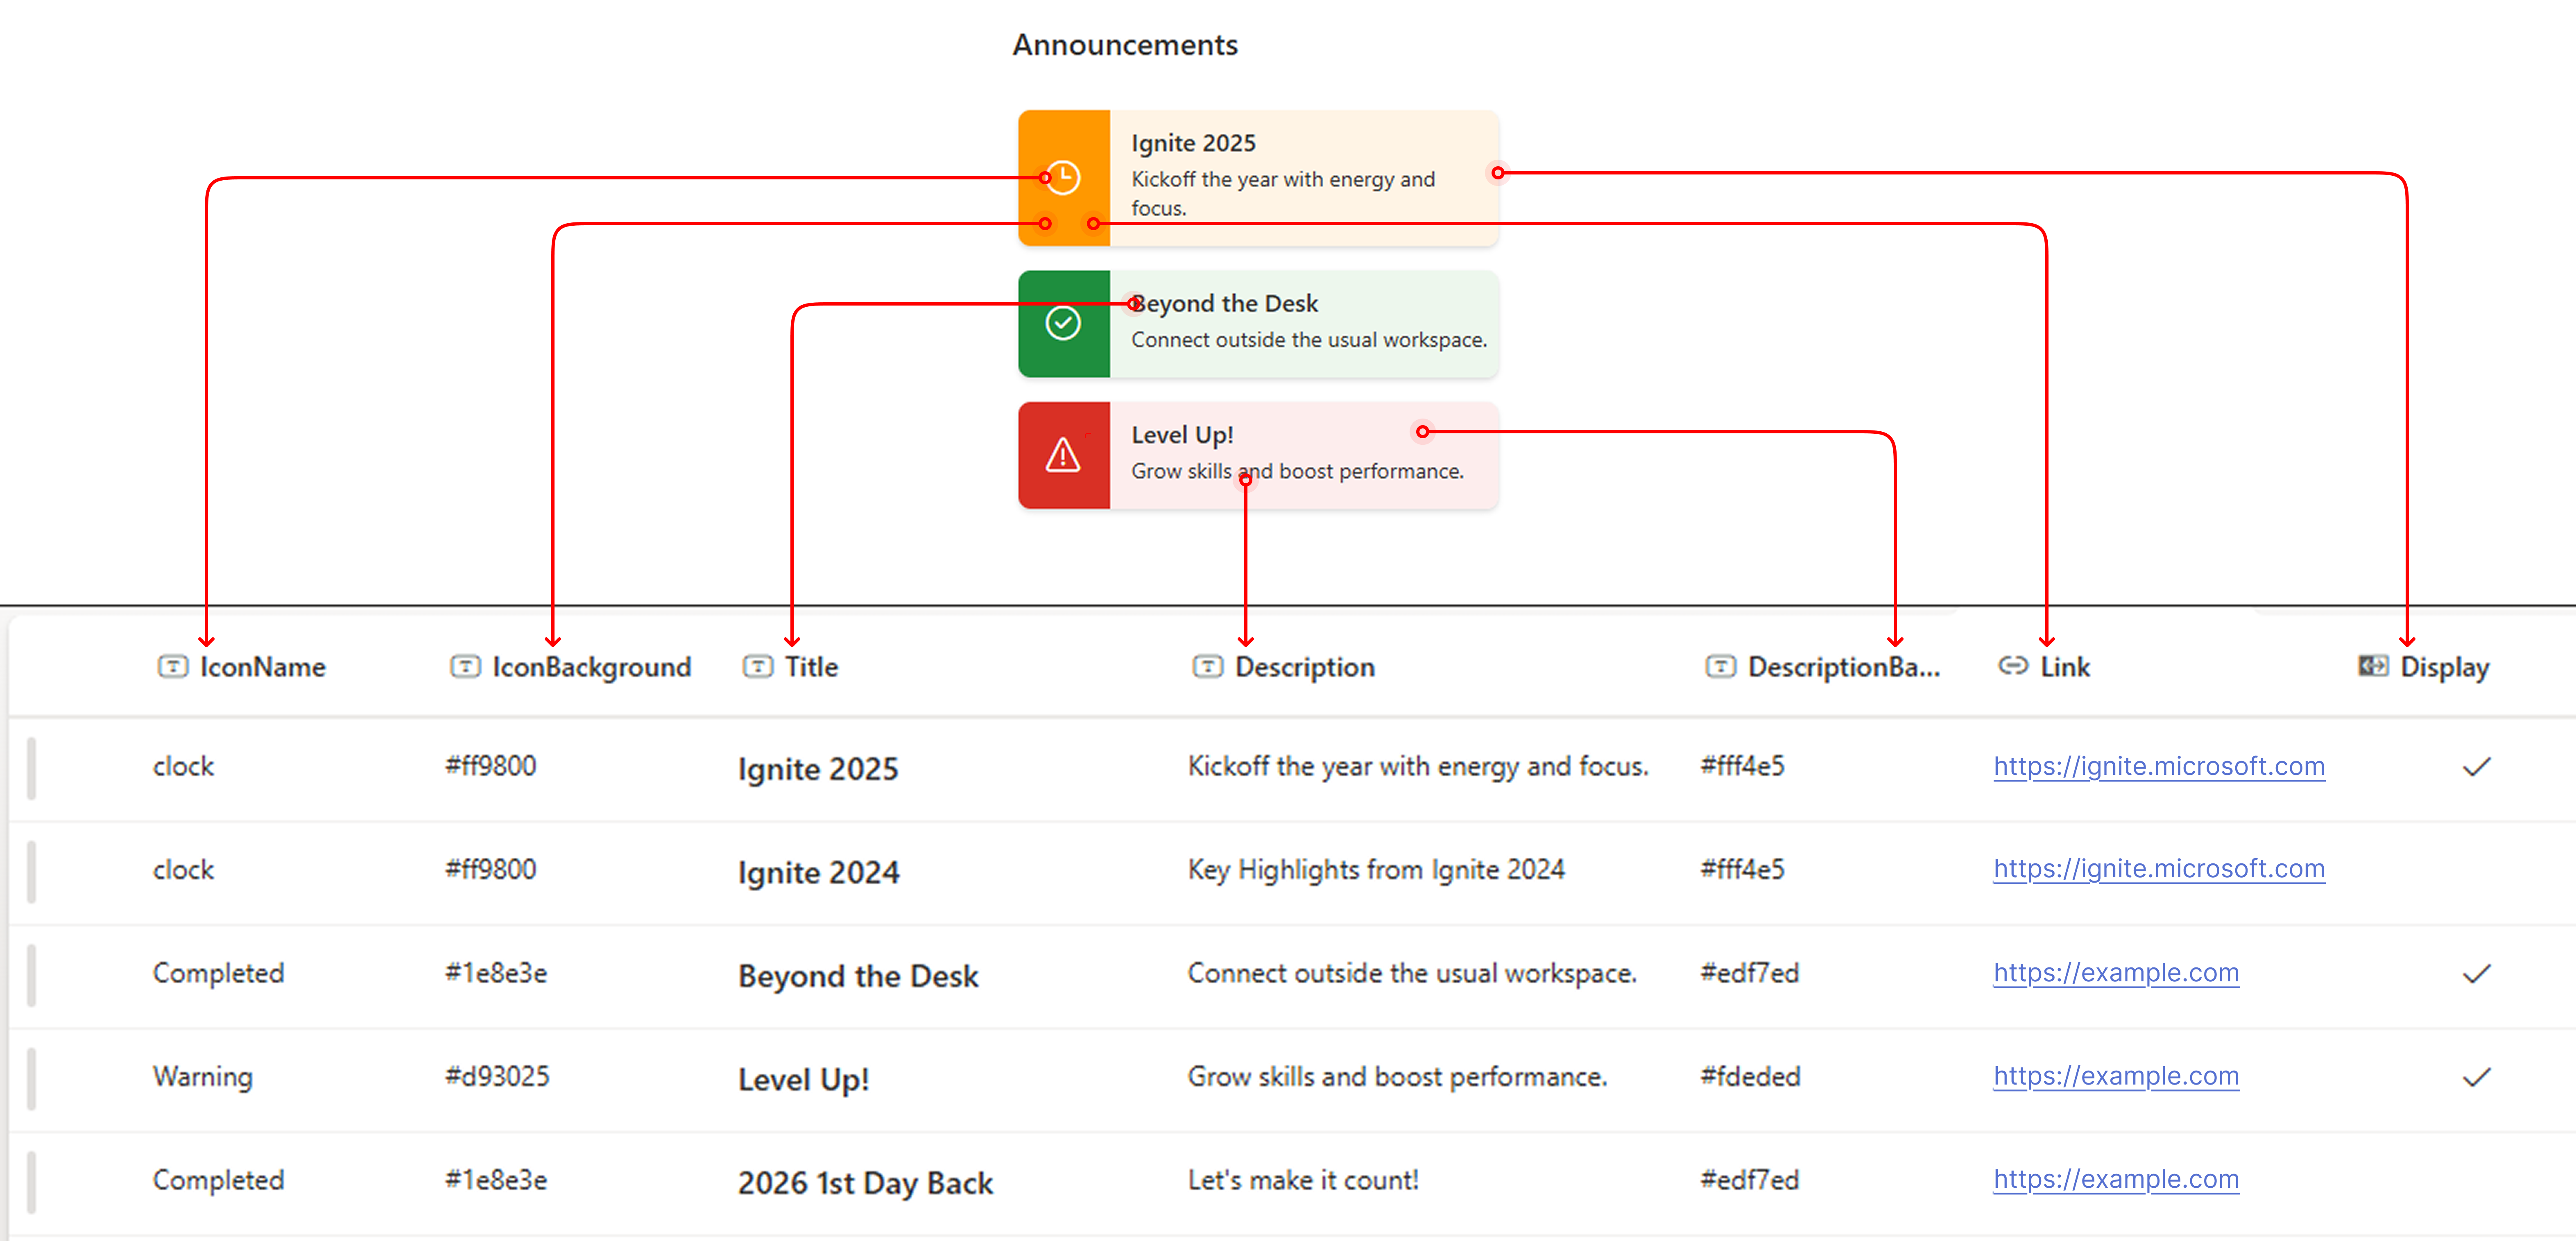 Announcements
Ignite 2025
Kickoff the year with energy and
focus.
Beyond the Desk
Connect outside the usual workspace.
Level Up!
Grow skills and boost performance.
IconName IconBackground Title Description DescriptionBa... Link Display
clock #ff9800 Ignite 2025 Kickoff the year with energy and focus. #fff4e5 https://ignite.microsoft.com
clock #ff9800 Ignite 2024 Key Highlights from Ignite 2024 #fff4e5 https://ignite.microsoft.com
Completed #1e8e3e Beyond the Desk Connect outside the usual workspace. #edf7ed https://example.com
Warning #d93025 Level Up! Grow skills and boost performance. #fdeded https://example.com
Completed #1e8e3e 2026 1st Day Back Let's make it count! #edf7ed https://example.com